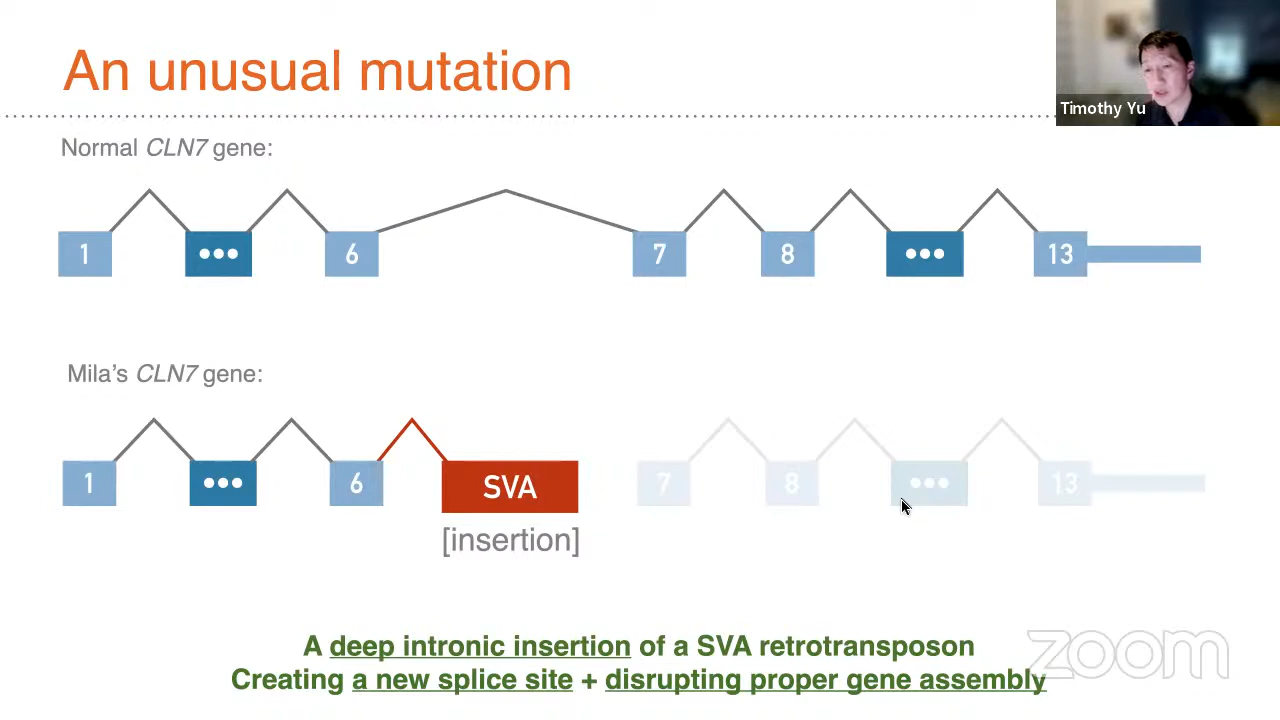 An unusual mutation
Timothy Yu
Normal CLN7 gene:
1 ••• 6 7 8 ••• 13
Mila's CLN7 gene:
1 ••• 6 SVA 7 8 ••• 13
[insertion]
A deep intronic insertion of a SVA retrotransposon
Creating a new splice site + disrupting proper gene assembly
zoom